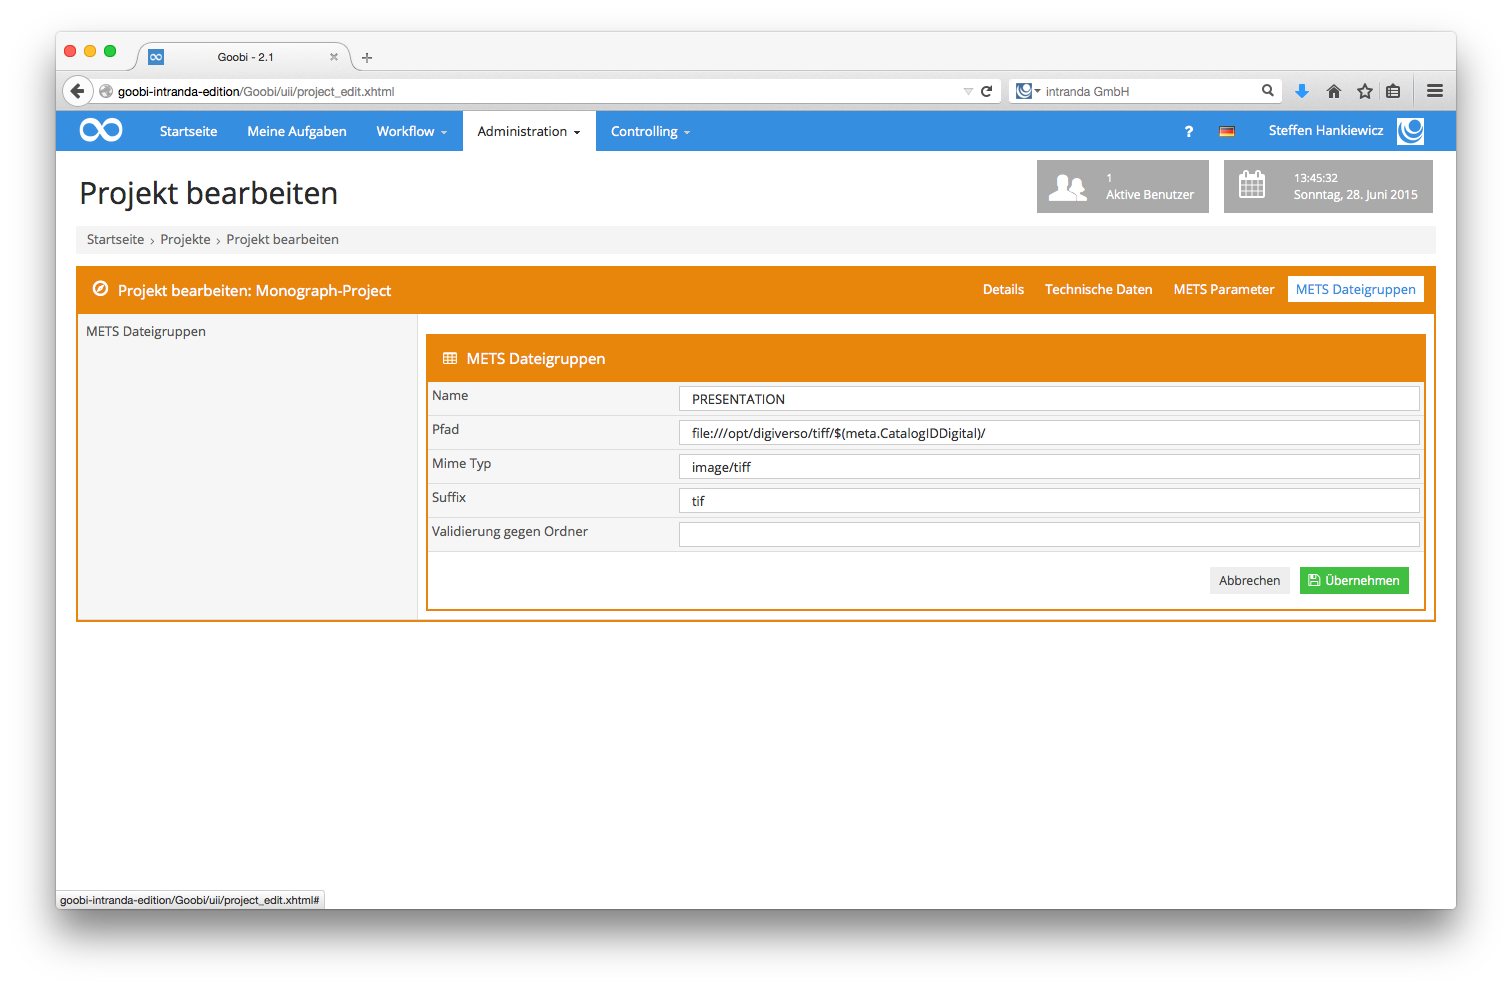 Goobi - 2.1
goobi-intranda-edition/Goobi/uii/project_edit.xhtml
intranda GmbH
Startseite Meine Aufgaben Workflow Administration Controlling ? Steffen Hankiewicz
Projekt bearbeiten
1
Aktive Benutzer
13:45:32
Sonntag, 28. Juni 2015
Startseite › Projekte › Projekt bearbeiten
Projekt bearbeiten: Monograph-Project
Details Technische Daten METS Parameter METS Dateigruppen
METS Dateigruppen
METS Dateigruppen
Name PRESENTATION
Pfad file:///opt/digiverso/tiff/$(meta.CatalogIDDigital)/
Mime Typ image/tiff
Suffix tif
Validierung gegen Ordner
Abbrechen Übernehmen
goobi-intranda-edition/Goobi/uii/project_edit.xhtml#